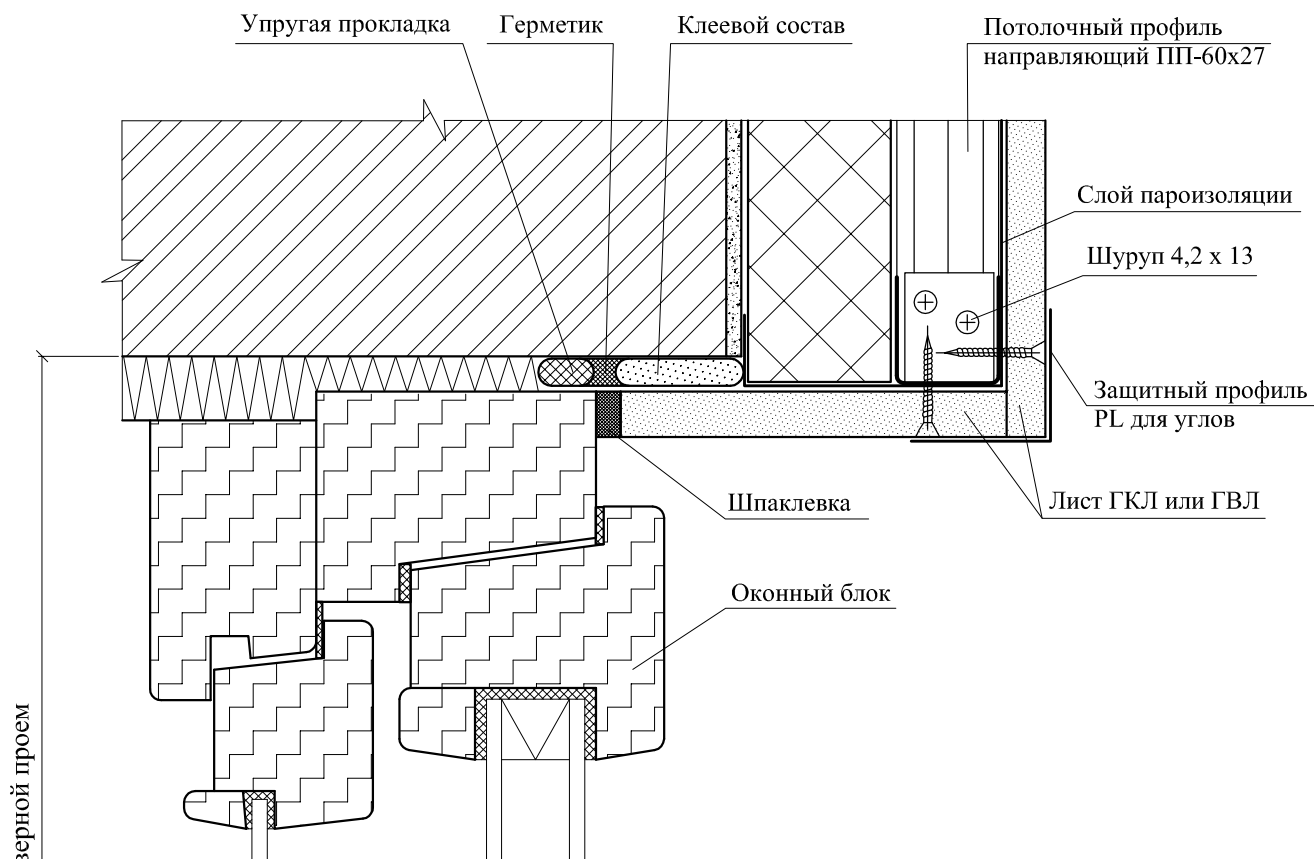 Упругая прокладка
Герметик
Клеевой состав
Потолочный профиль
направляющий ПП-60х27
Слой пароизоляции
Шуруп 4,2 х 13
Защитный профиль
PL для углов
Лист ГКЛ или ГВЛ
Шпаклевка
Оконный блок
проем